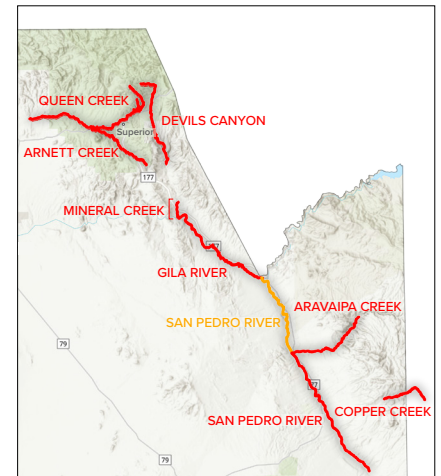 QUEEN CREEK
DEVILS CANYON
Superior
ARNETT CREEK
177
MINERAL CREEK
GILA RIVER
ARAVAIPA CREEK
SAN PEDRO RIVER
79
COPPER CREEK
SAN PEDRO RIVER
79